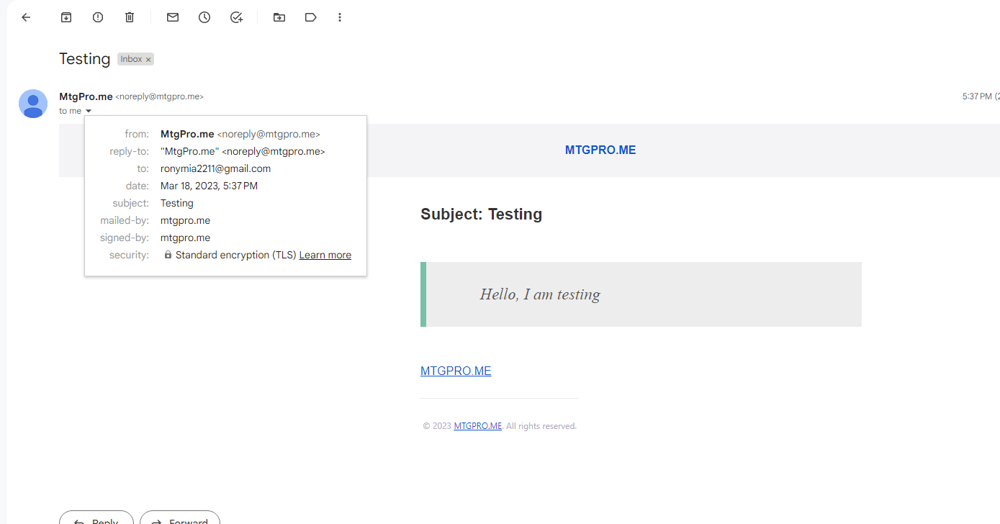 Testing Inbox ×
MtgPro.me <noreply@mtgpro.me>
5:37 PM (2
to me
from: MtgPro.me <noreply@mtgpro.me>
reply-to: "MtgPro.me" <noreply@mtgpro.me>
to: ronymia2211@gmail.com
date: Mar 18, 2023, 5:37 PM
subject: Testing
mailed-by: mtgpro.me
signed-by: mtgpro.me
security: Standard encryption (TLS) Learn more
MTGPRO.ME
Subject: Testing
Hello, I am testing
MTGPRO.ME
© 2023 MTGPRO.ME. All rights reserved.
Reply Forward